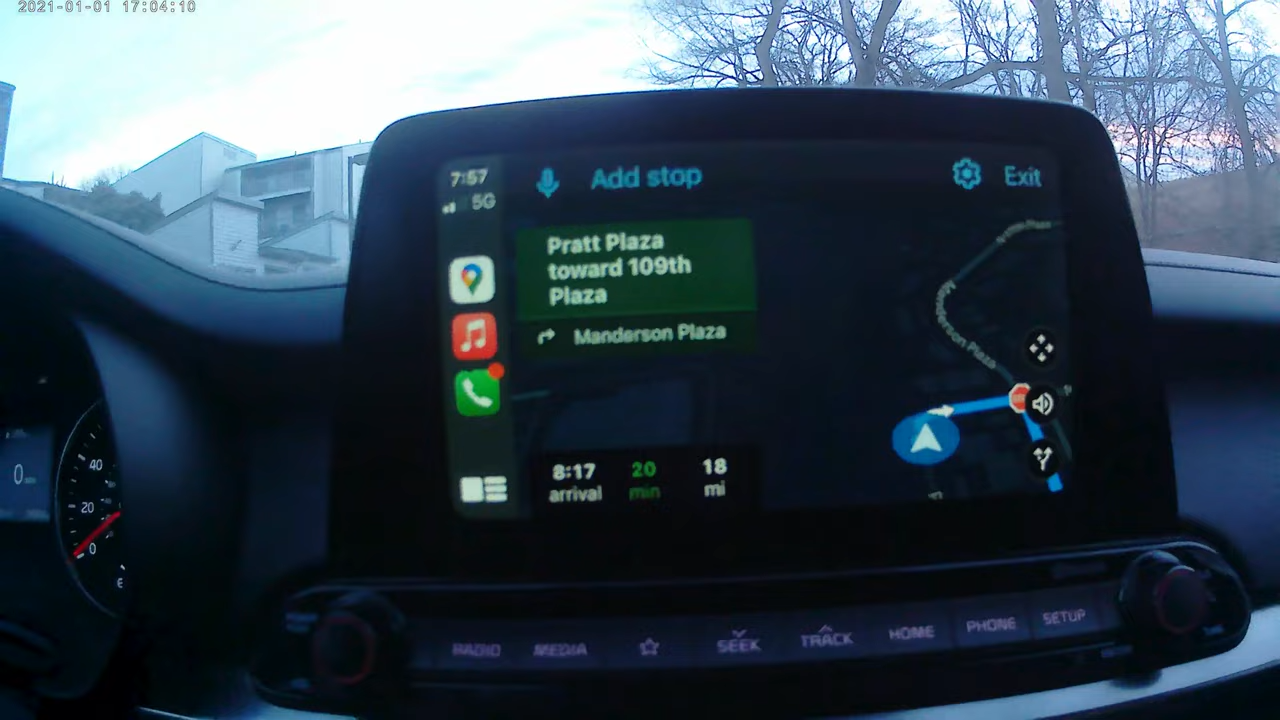 2021-01-01 17:04:10
7:57
5G
Add stop
Exit
Pratt Plaza
toward 109th
Plaza
Manderson Plaza
8:17
20
18
arrival
min
mi
0
40
20
0
RADIO
MEDIA
SEEK
TRACK
HOME
PHONE
SETUP